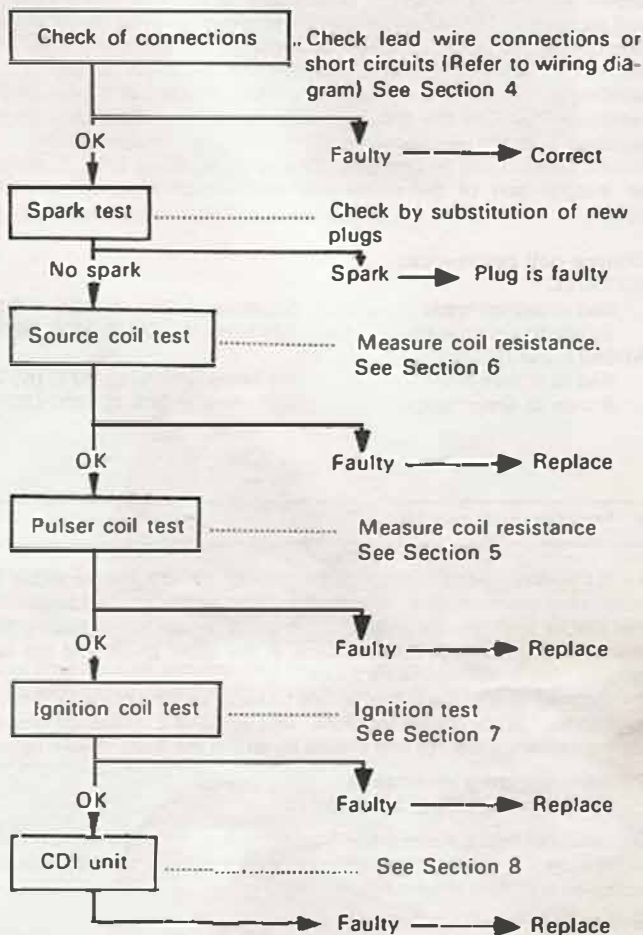 Check of connections .. Check lead wire connections or
short circuits (Refer to wiring dia-
gram) See Section 4
OK
Faulty Correct
Spark test Check by substitution of new
plugs
No spark Spark Plug is faulty
Source coil test Measure coil resistance.
See Section 6
OK
Faulty Replace
Pulser coil test Measure coil resistance
See Section 5
OK
Faulty Replace
Ignition coil test Ignition test
See Section 7
OK
Faulty Replace
CDI unit See Section 8
Faulty Replace